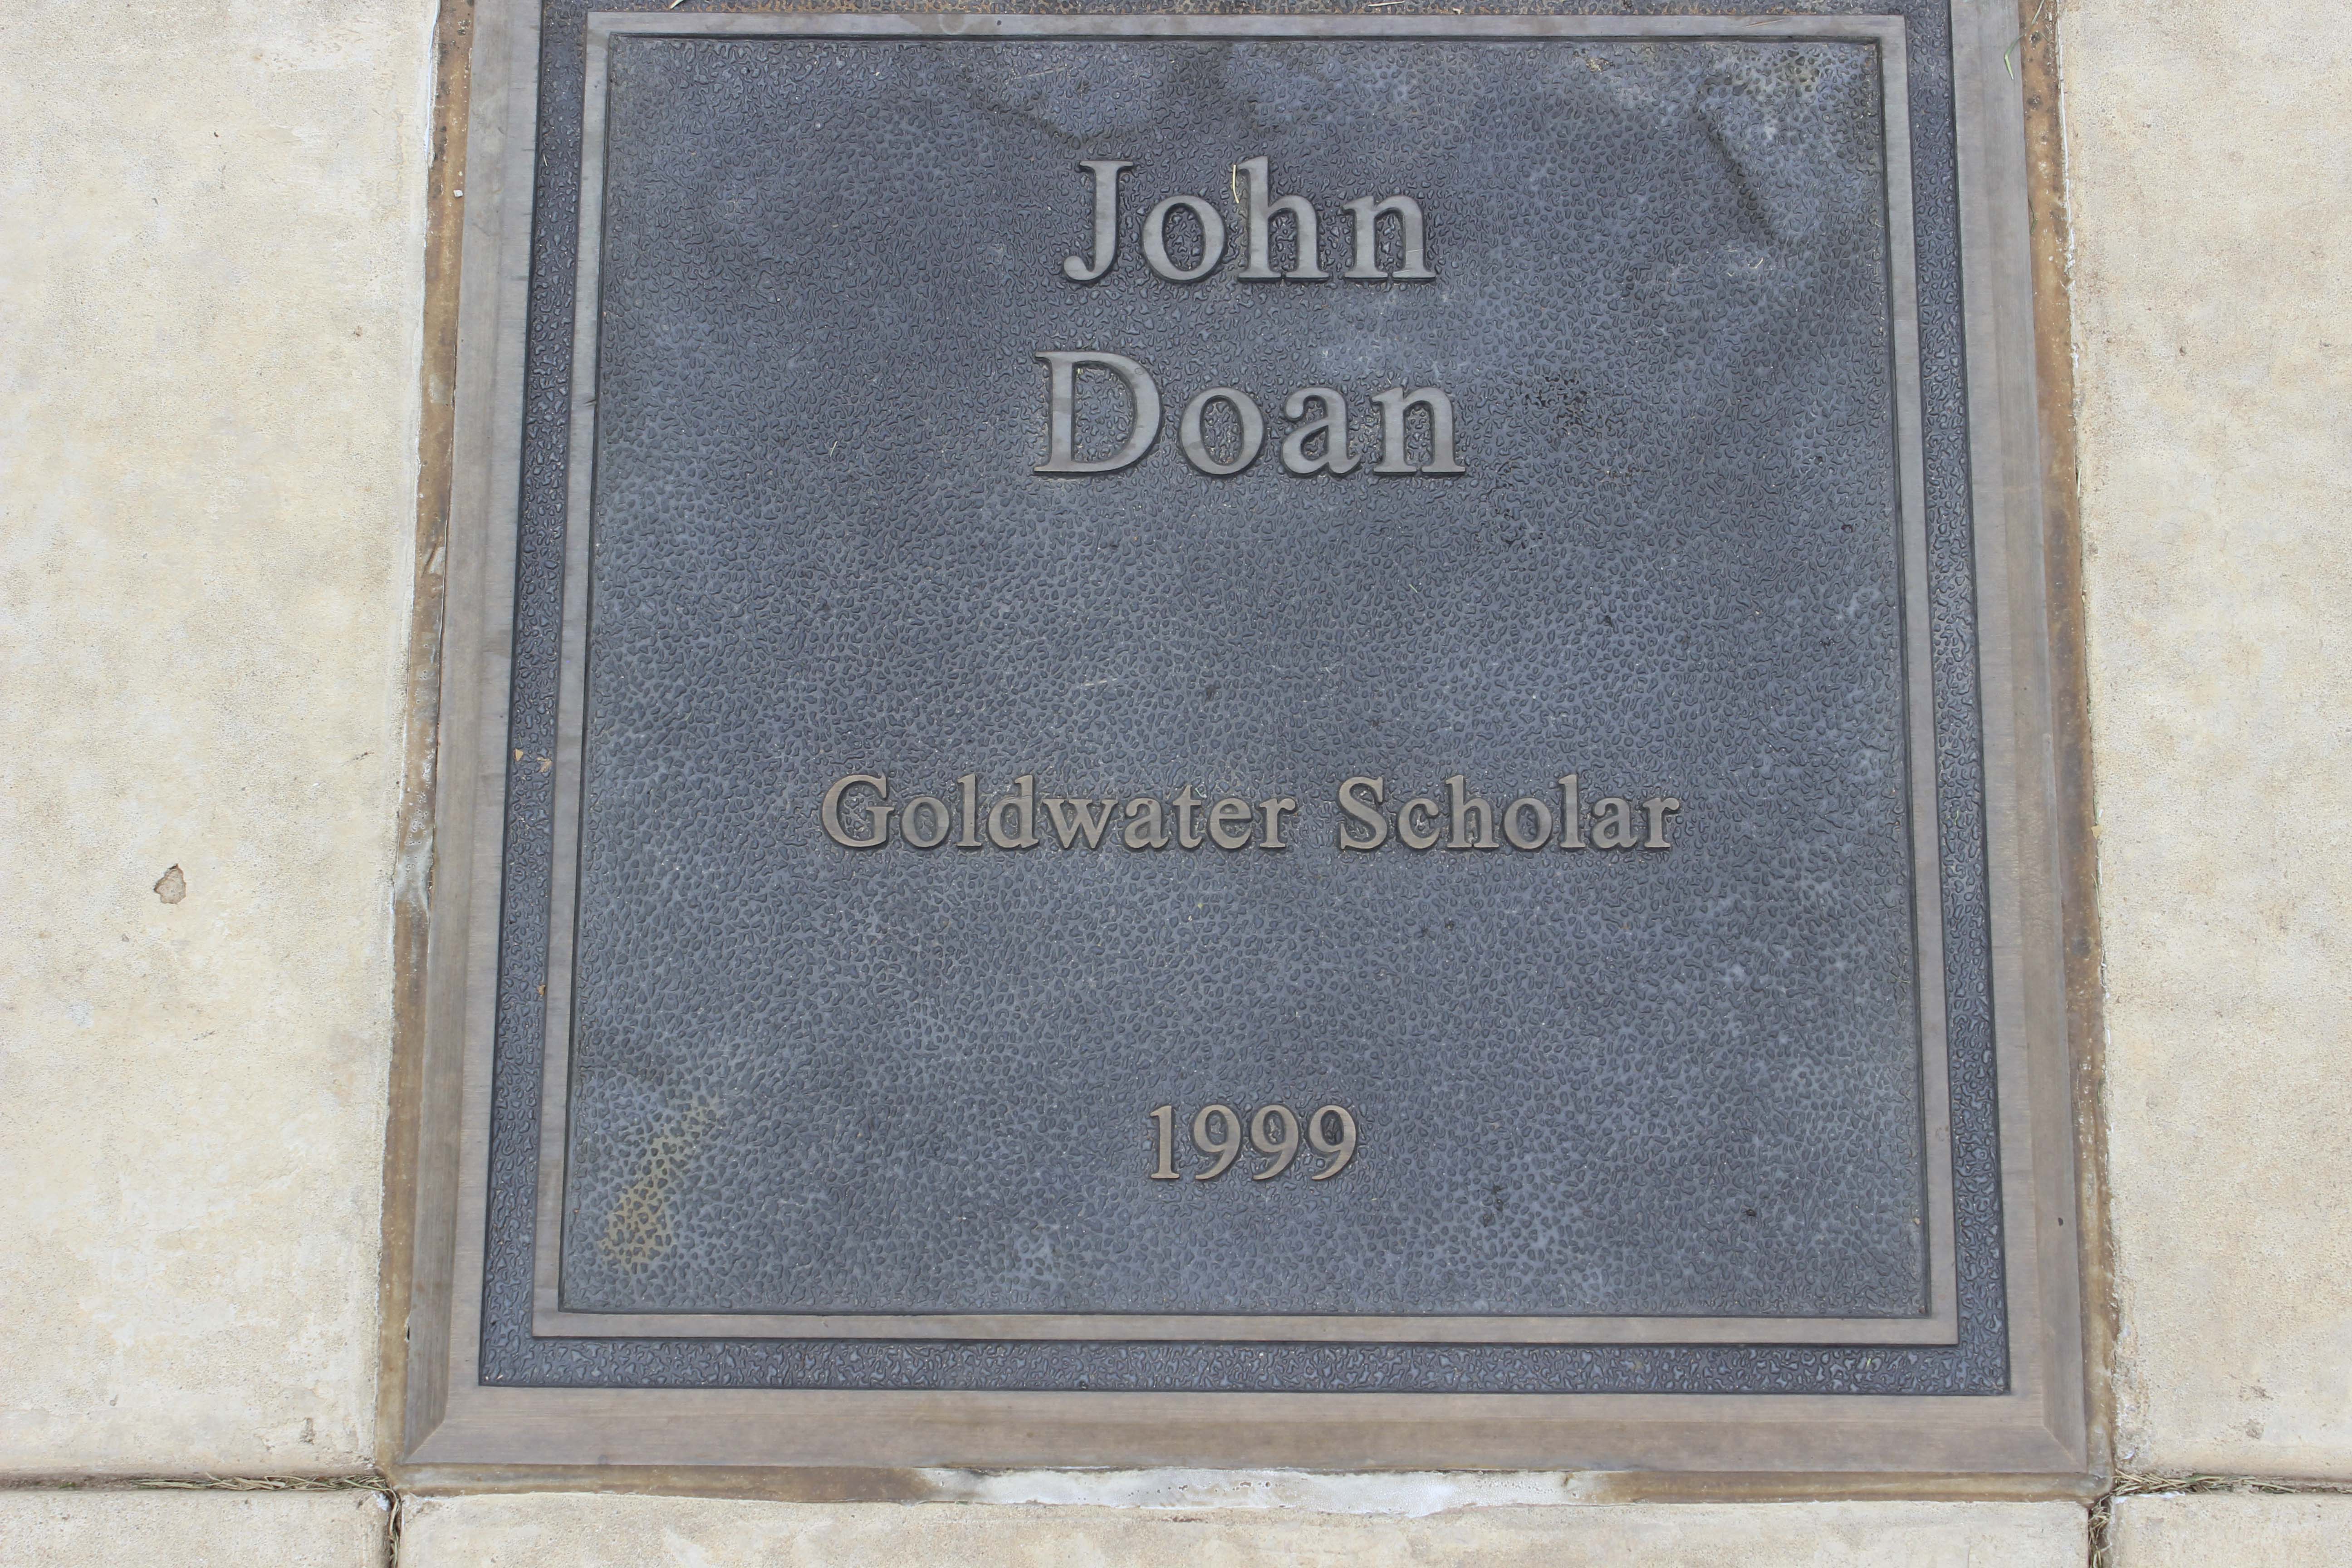 John
Doan
Goldwater Scholar
1999